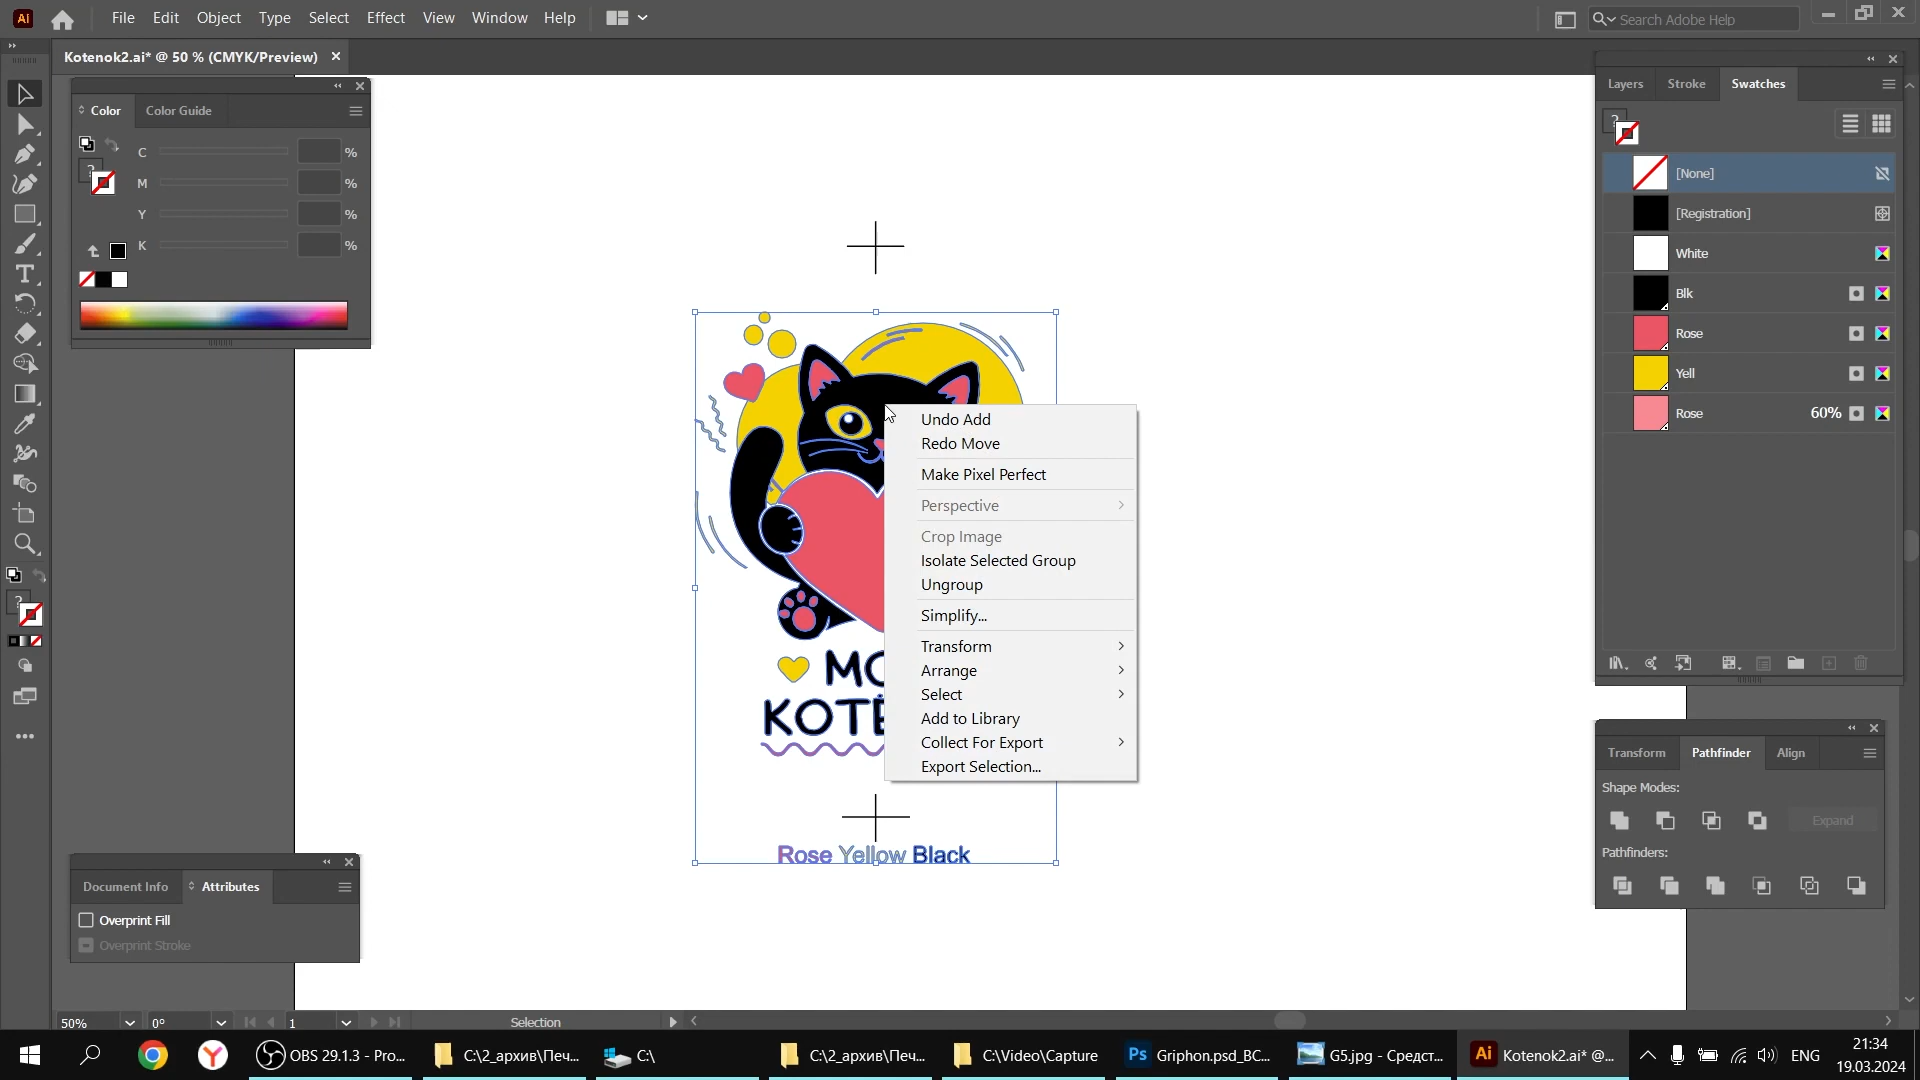 Ai
File Edit Object Type Select Effect View Window Help
Search Adobe Help
Kotenok2.ai* @ 50 % (CMYK/Preview)
Color Color Guide
C %
M %
Y %
K %
?
Layers Stroke Swatches
?
[None]
[Registration]
White
Blk
Rose
Yell
Rose 60%
Undo Add
Redo Move
Make Pixel Perfect
Perspective
Crop Image
Isolate Selected Group
Ungroup
Simplify...
Transform
Arrange
Select
Add to Library
Collect For Export
Export Selection...
Rose Yellow Black
Transform Pathfinder Align
Shape Modes:
Expand
Pathfinders:
Document Info Attributes
Overprint Fill
Overprint Stroke
50% 0° 1 Selection
OBS 29.1.3 - Pro... C:\2_архив\Печ... C:\ C:\2_архив\Печ... C:\Video\Capture Ps Griphon.psd_BC... G5.jpg - Средст... Ai Kotenok2.ai* @... ENG
21:34
19.03.2024